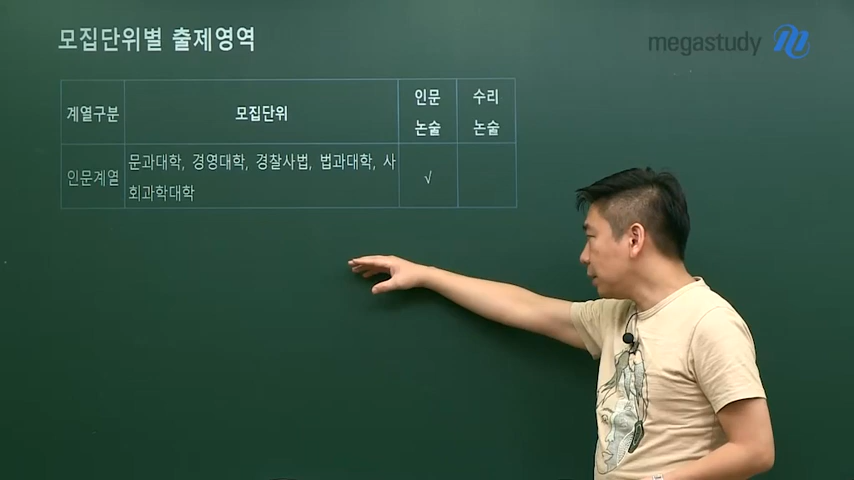 모집단위별 출제영역
megastudy
계열구분
모집단위
인문
논술
수리
논술
인문계열
문과대학, 경영대학, 경찰사법, 법과대학, 사
회과학대학
√